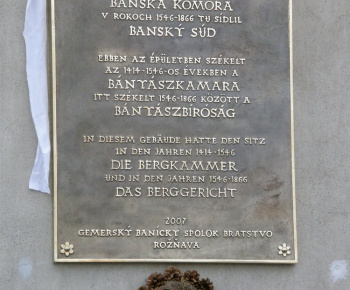 BANSKÁ KOMORA
V ROKOCH 1546-1866 TU SÍDLIL
BANSKÝ SÚD
EBBEN AZ ÉPÜLETBEN SZÉKELT
AZ 1414-1546-OS ÉVEKBEN A
BÁNYÁSZKAMARA
ITT SZÉKELT 1546-1866 KÖZÖTT A
BÁNYÁSZBÍRÓSÁG
IN DIESEM GEBÄUDE HATTE DEN SITZ
IN DEN JAHREN 1414-1546
DIE BERGKAMMER
UND IN DEN JAHREN 1546-1866
DAS BERGGERICHT
2007
GEMERSKÝ BANÍCKY SPOLOK BRATSTVO
ROŽŇAVA